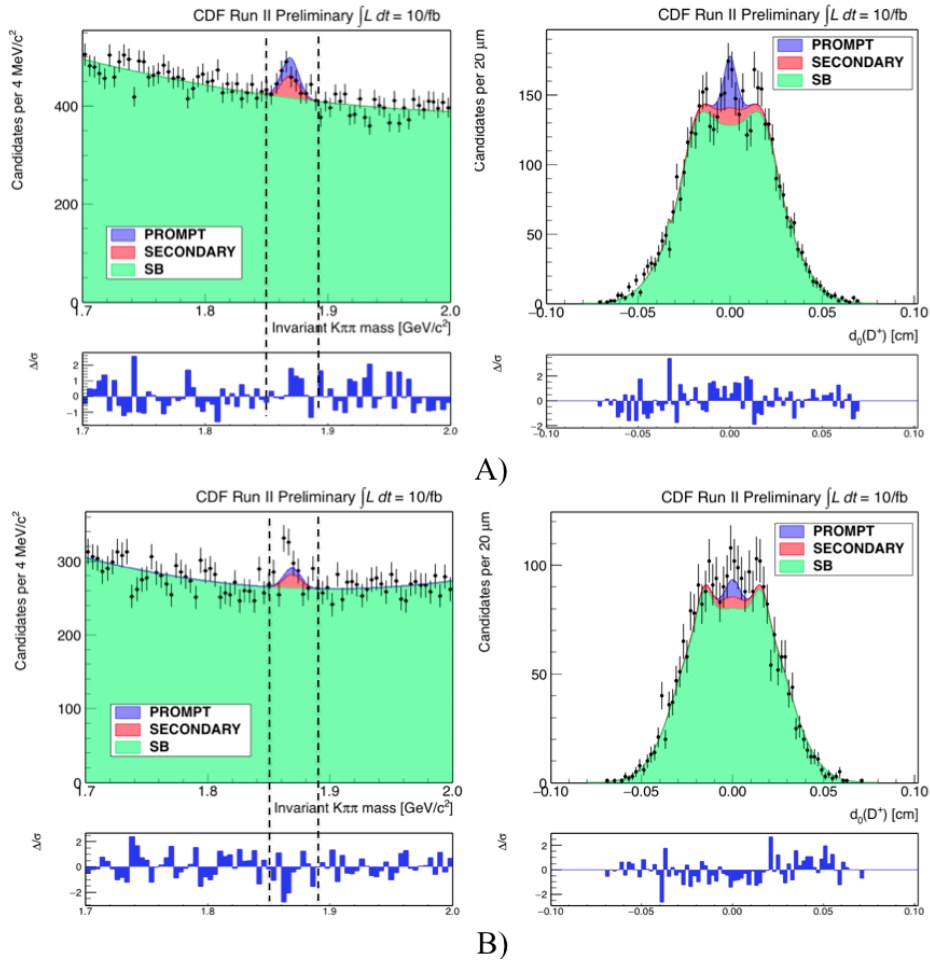 CDF Run II Preliminary ∫L dt = 10/fb
Candidates per 4 MeV/c²
400
200
0
PROMPT
SECONDARY
SB
1.7 1.8 1.9 2.0
Invariant Kππ mass [GeV/c²]
Δ/σ
2
1
0
−1
1.7 1.8 1.9 2.0
CDF Run II Preliminary ∫L dt = 10/fb
Candidates per 20 μm
150
100
50
0
PROMPT
SECONDARY
SB
−0.10 −0.05 0.00 0.05 0.10
d₀(D⁺) [cm]
Δ/σ
2
0
−2
−0.10 −0.05 0.00 0.05 0.10
A)
CDF Run II Preliminary ∫L dt = 10/fb
Candidates per 4 MeV/c²
300
200
100
0
PROMPT
SECONDARY
SB
1.7 1.8 1.9 2.0
Invariant Kππ mass [GeV/c²]
Δ/σ
2
0
−2
1.7 1.8 1.9 2.0
CDF Run II Preliminary ∫L dt = 10/fb
Candidates per 20 μm
100
50
0
PROMPT
SECONDARY
SB
−0.10 −0.05 0.00 0.05 0.10
d₀(D⁺) [cm]
Δ/σ
2
0
−2
−0.10 −0.05 0.00 0.05 0.10
B)